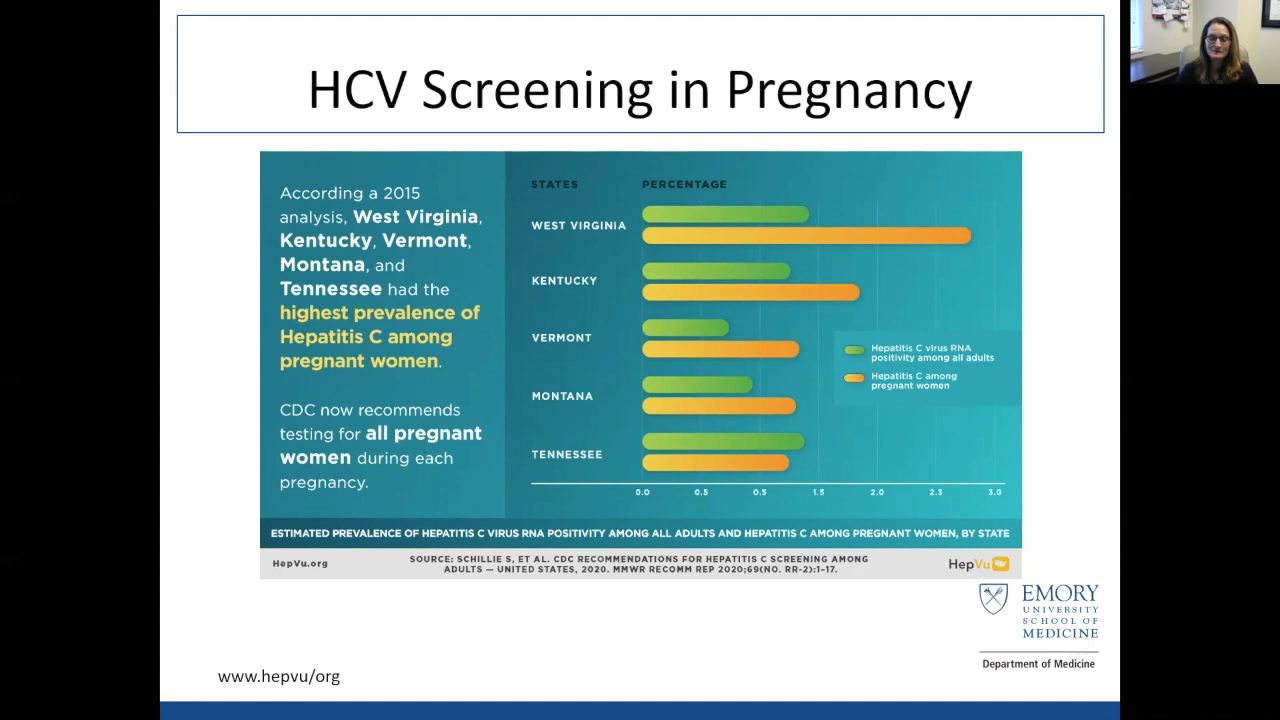 HCV Screening in Pregnancy
According a 2015
analysis, West Virginia,
Kentucky, Vermont,
Montana, and
Tennessee had the
highest prevalence of
Hepatitis C among
pregnant women.
CDC now recommends
testing for all pregnant
women during each
pregnancy.
STATES PERCENTAGE
WEST VIRGINIA
KENTUCKY
VERMONT
MONTANA
TENNESSEE
Hepatitis C virus RNA
positivity among all adults
Hepatitis C among
pregnant women
0.0 0.5 0.5 1.5 2.0 2.5 3.0
ESTIMATED PREVALENCE OF HEPATITIS C VIRUS RNA POSITIVITY AMONG ALL ADULTS AND HEPATITIS C AMONG PREGNANT WOMEN, BY STATE
HepVu.org
SOURCE: SCHILLIE S, ET AL. CDC RECOMMENDATIONS FOR HEPATITIS C SCREENING AMONG
ADULTS — UNITED STATES, 2020. MMWR RECOMM REP 2020;69(NO. RR-2):1–17.
HepVu
EMORY
UNIVERSITY
SCHOOL OF
MEDICINE
Department of Medicine
www.hepvu/org